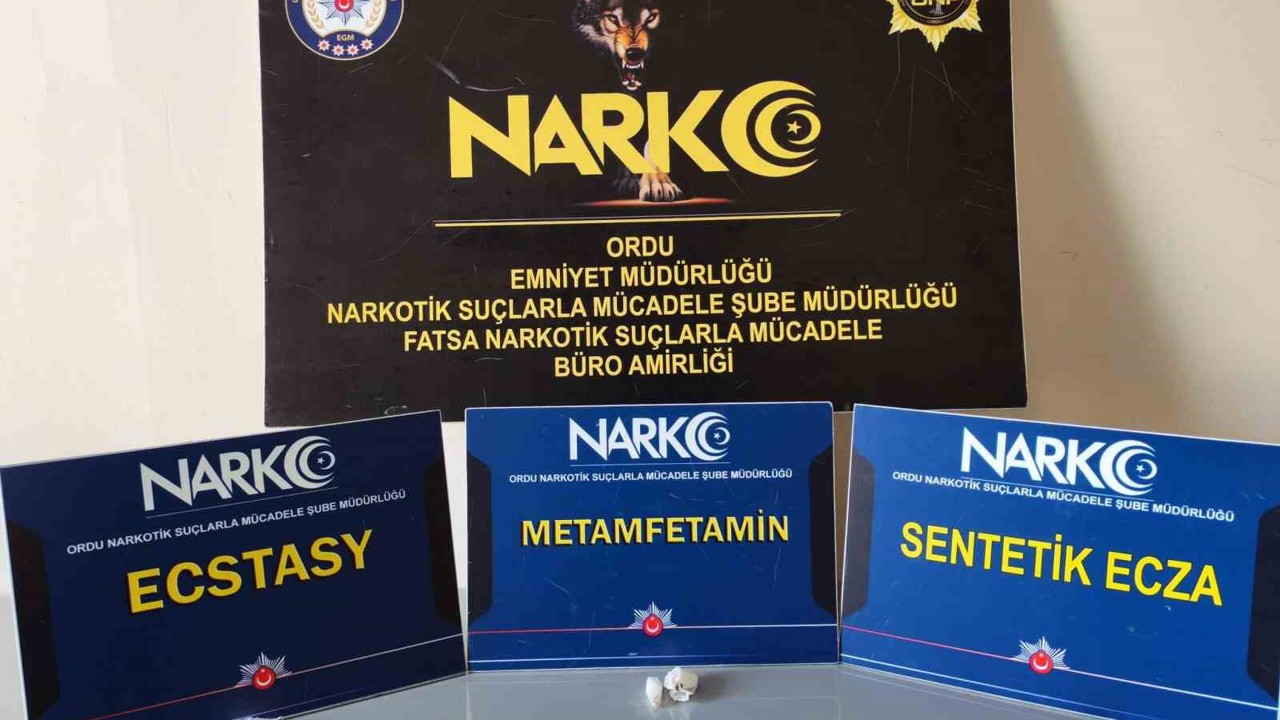 EGM
NARKO
ORDU
EMNİYET MÜDÜRLÜĞÜ
NARKOTİK SUÇLARLA MÜCADELE ŞUBE MÜDÜRLÜĞÜ
FATSA NARKOTİK SUÇLARLA MÜCADELE
BÜRO AMİRLİĞİ
NARKO
ORDU NARKOTİK SUÇLARLA MÜCADELE ŞUBE MÜDÜRLÜĞÜ
ECSTASY
NARKO
ORDU NARKOTİK SUÇLARLA MÜCADELE ŞUBE MÜDÜRLÜĞÜ
METAMFETAMİN
NARKO
ORDU NARKOTİK SUÇLARLA MÜCADELE ŞUBE MÜDÜRLÜĞÜ
SENTETİK ECZA